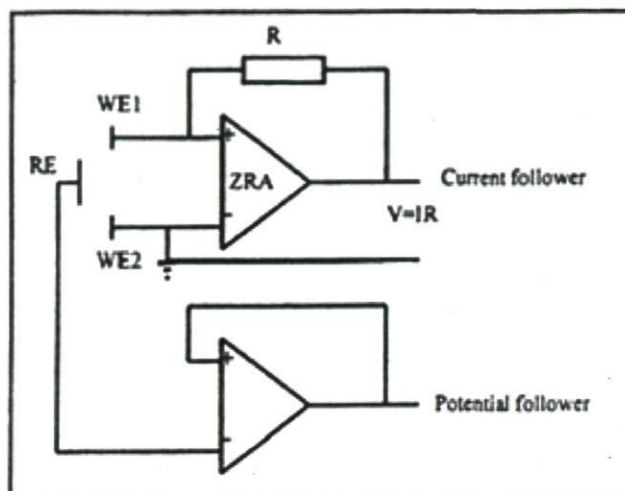 R
WE1
+
RE
ZRA
Current follower
V=IR
-
WE2
+
Potential follower
-